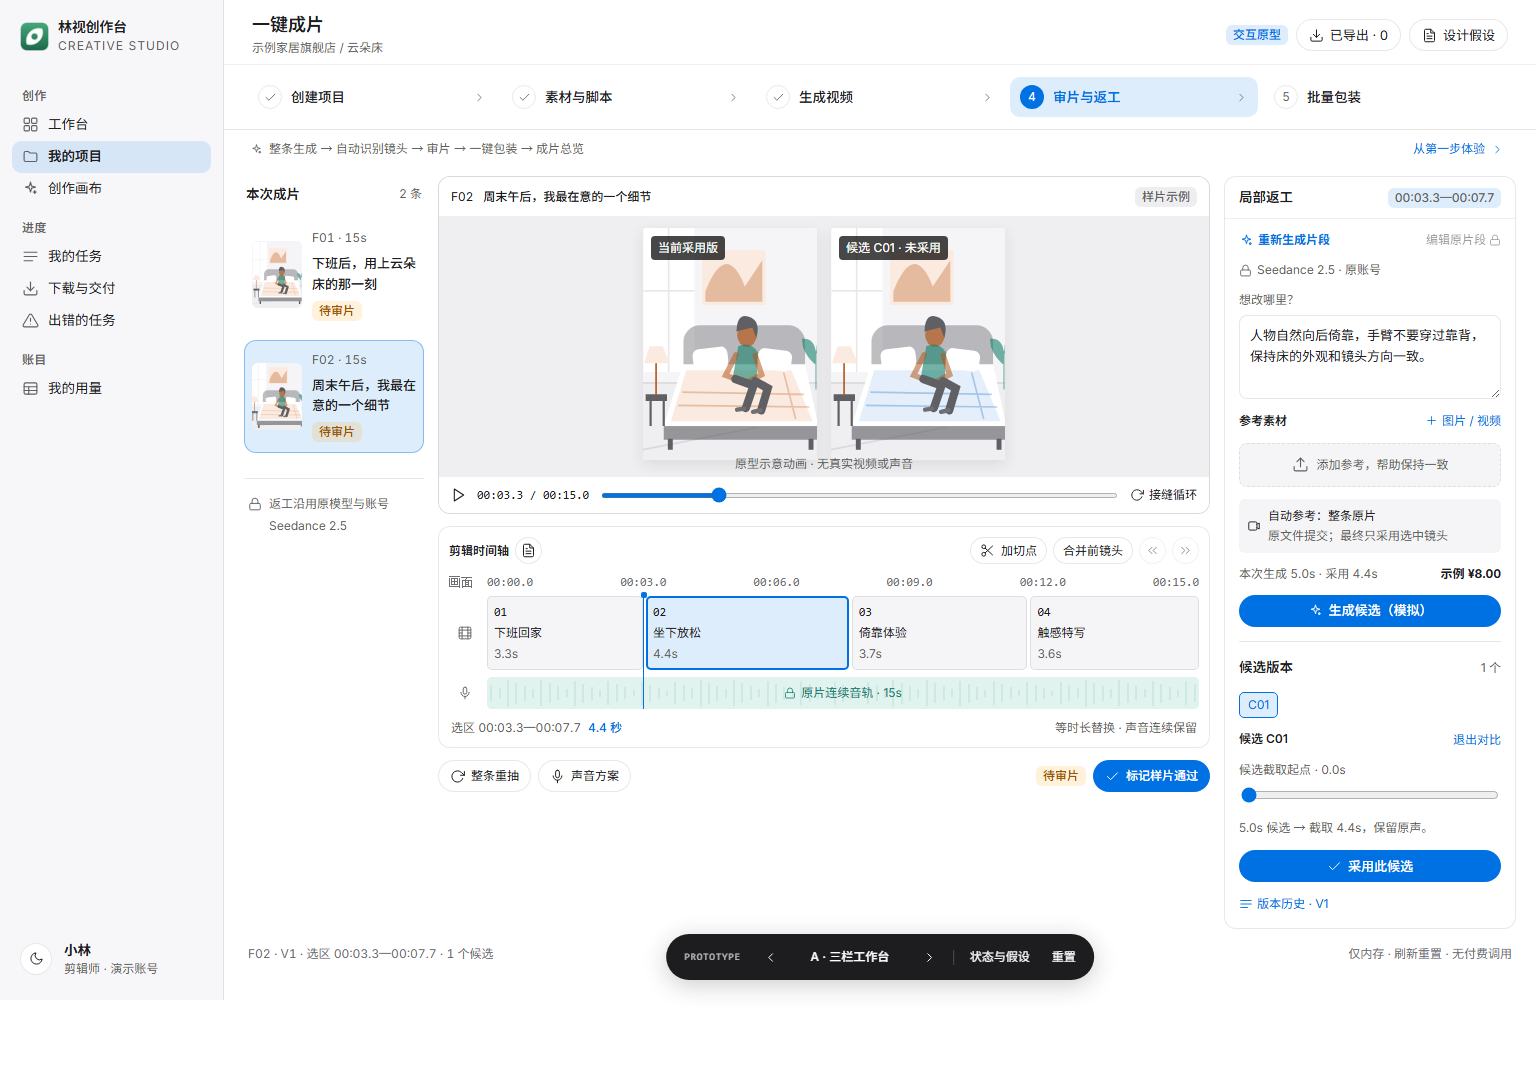 林视创作台
CREATIVE STUDIO
创作
工作台
我的项目
创作画布
进度
我的任务
下载与交付
出错的任务
账目
我的用量
小林
剪辑师 · 演示账号
一键成片
示例家居旗舰店 / 云朵床
交互原型
已导出 · 0
设计假设
创建项目
素材与脚本
生成视频
4 审片与返工
5 批量包装
整条生成 → 自动识别镜头 → 审片 → 一键包装 → 成片总览
从第一步体验
本次成片
2 条
F01 · 15s
下班后，用上云朵
床的那一刻
待审片
F02 · 15s
周末午后，我最在
意的一个细节
待审片
返工沿用原模型与账号
Seedance 2.5
F02 周末午后，我最在意的一个细节
样片示例
当前采用版
候选 C01 · 未采用
原型示意动画 · 无真实视频或声音
00:03.3 / 00:15.0
接缝循环
剪辑时间轴
加切点
合并前镜头
画面
00:00.0
00:03.0
00:06.0
00:09.0
00:12.0
00:15.0
01
下班回家
3.3s
02
坐下放松
4.4s
03
倚靠体验
3.7s
04
触感特写
3.6s
原片连续音轨 · 15s
选区 00:03.3—00:07.7 4.4 秒
等时长替换 · 声音连续保留
整条重抽
声音方案
待审片
标记样片通过
局部返工
00:03.3—00:07.7
重新生成片段
编辑原片段
Seedance 2.5 · 原账号
想改哪里？
人物自然向后倚靠，手臂不要穿过靠背，
保持床的外观和镜头方向一致。
参考素材
图片 / 视频
添加参考，帮助保持一致
自动参考：整条原片
原文件提交；最终只采用选中镜头
本次生成 5.0s · 采用 4.4s
示例 ¥8.00
生成候选（模拟）
候选版本
1 个
C01
候选 C01
退出对比
候选截取起点 · 0.0s
5.0s 候选 → 截取 4.4s，保留原声。
采用此候选
版本历史 · V1
F02 · V1 · 选区 00:03.3—00:07.7 · 1 个候选
PROTOTYPE
A · 三栏工作台
状态与假设
重置
仅内存 · 刷新重置 · 无付费调用